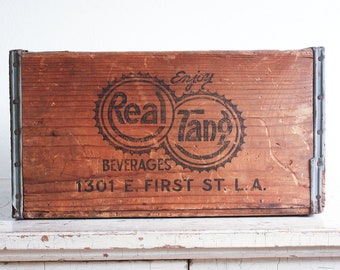 Enjoy
Real Tang
BEVERAGES
1301 E. FIRST ST. L.A.